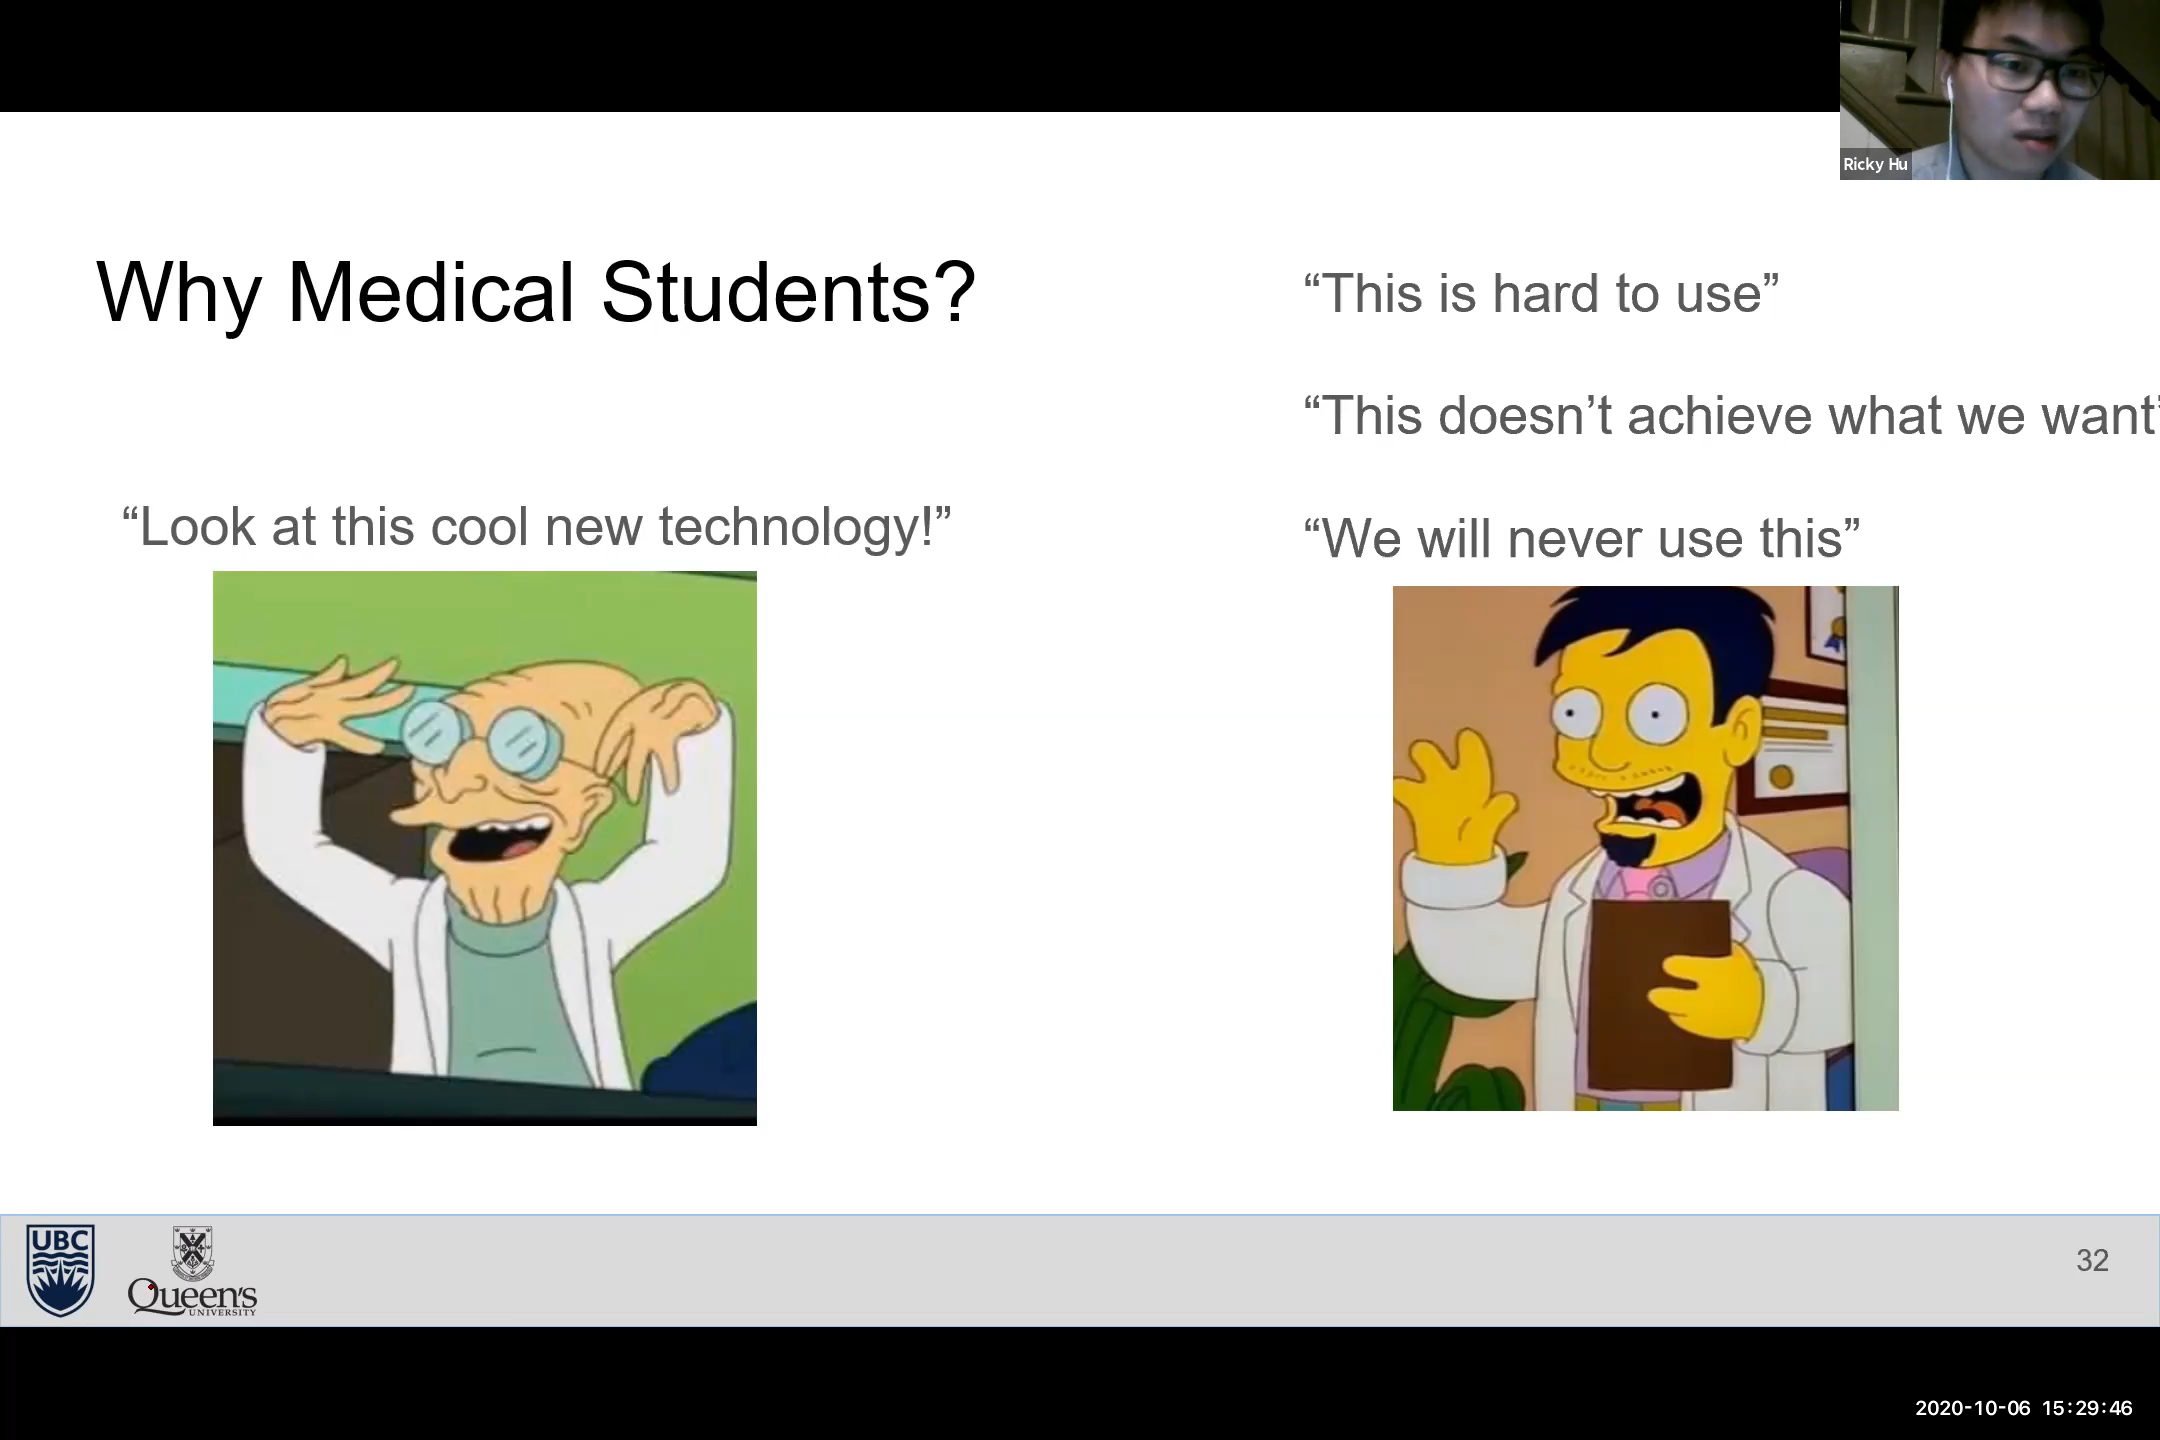 Ricky Hu
Why Medical Students?
“Look at this cool new technology!”
“This is hard to use”
“This doesn’t achieve what we want”
“We will never use this”
UBC
Queen's
UNIVERSITY
32
2020-10-06 15:29:46